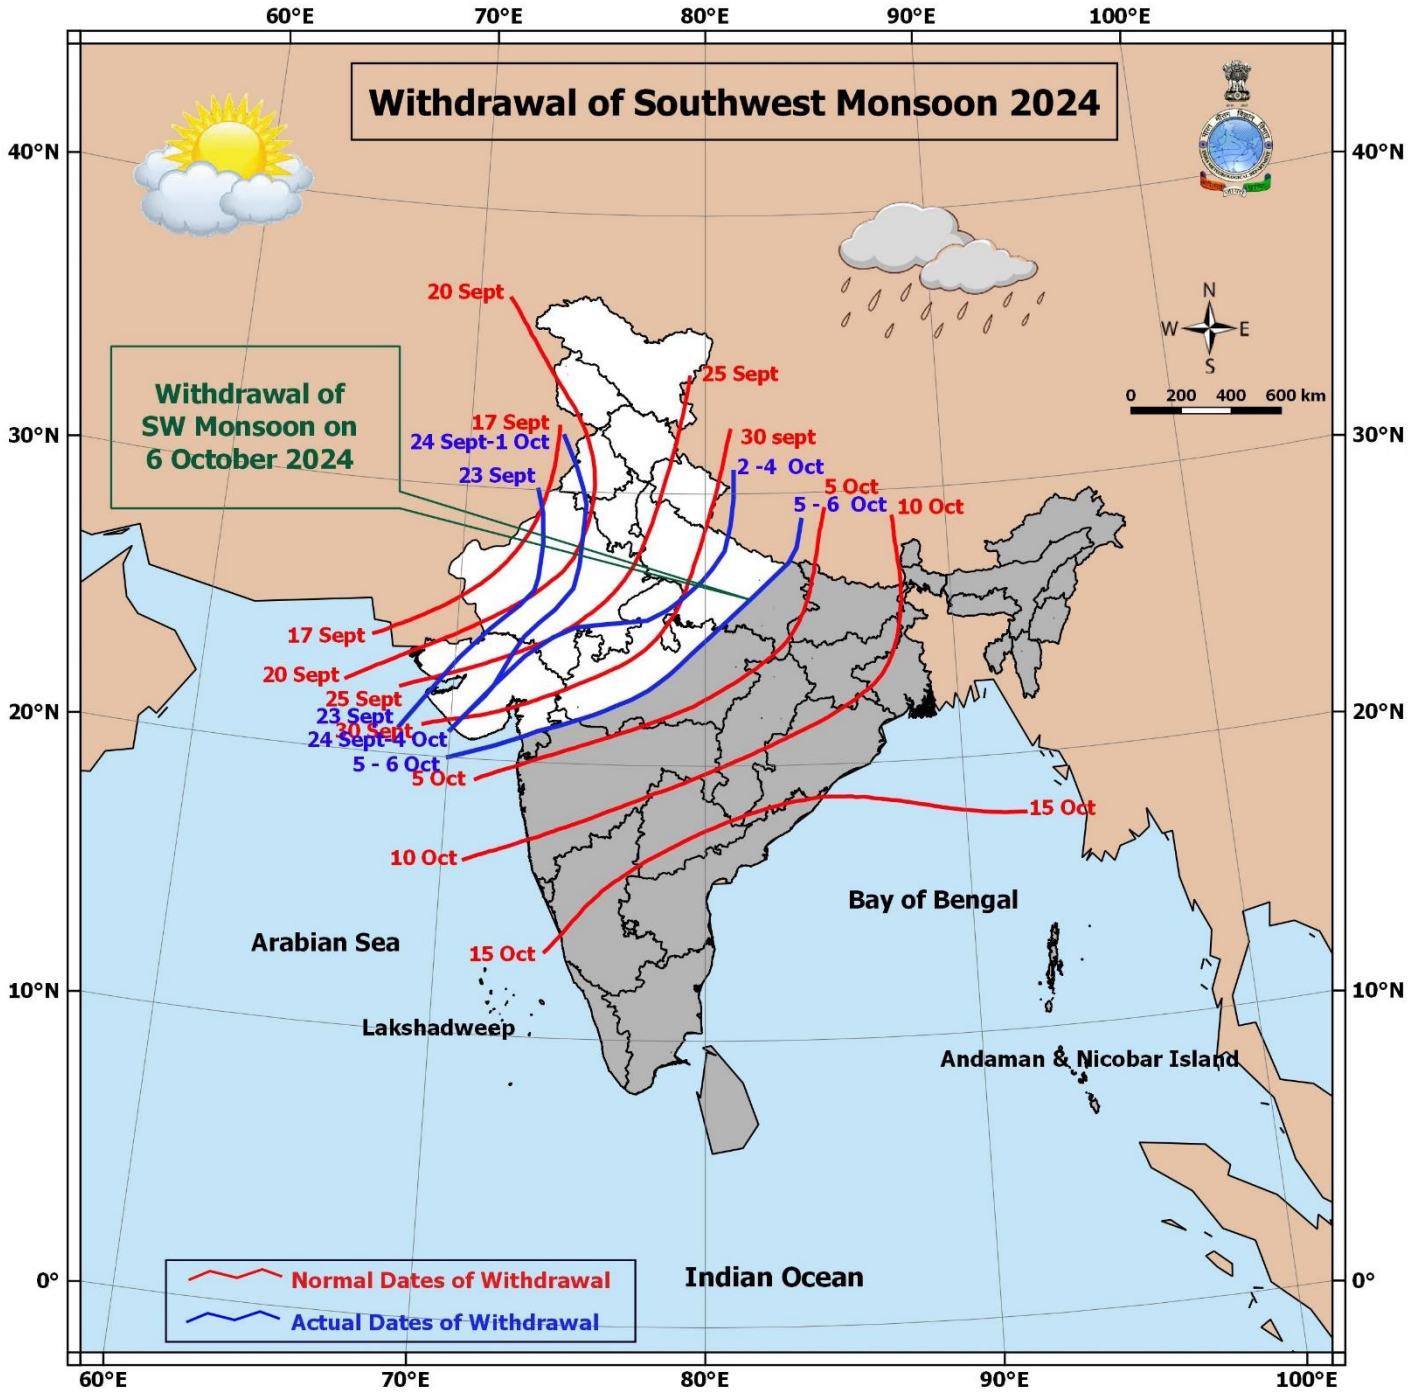 60°E 70°E 80°E 90°E 100°E
Withdrawal of Southwest Monsoon 2024
40°N 40°N
20 Sept
N
W E
S
25 Sept
0 200 400 600 km
Withdrawal of
SW Monsoon on
6 October 2024
17 Sept
24 Sept-1 Oct
30°N 30°N
30 sept
23 Sept
2 -4 Oct
5 Oct
5 - 6 Oct
10 Oct
17 Sept
20 Sept
25 Sept
23 Sept
20°N 20°N
30 Sept
24 Sept-4 Oct
5 - 6 Oct
5 Oct
15 Oct
10 Oct
Bay of Bengal
Arabian Sea
15 Oct
10°N 10°N
Lakshadweep
Andaman & Nicobar Island
0° 0°
Indian Ocean
Normal Dates of Withdrawal
Actual Dates of Withdrawal
60°E 70°E 80°E 90°E 100°E